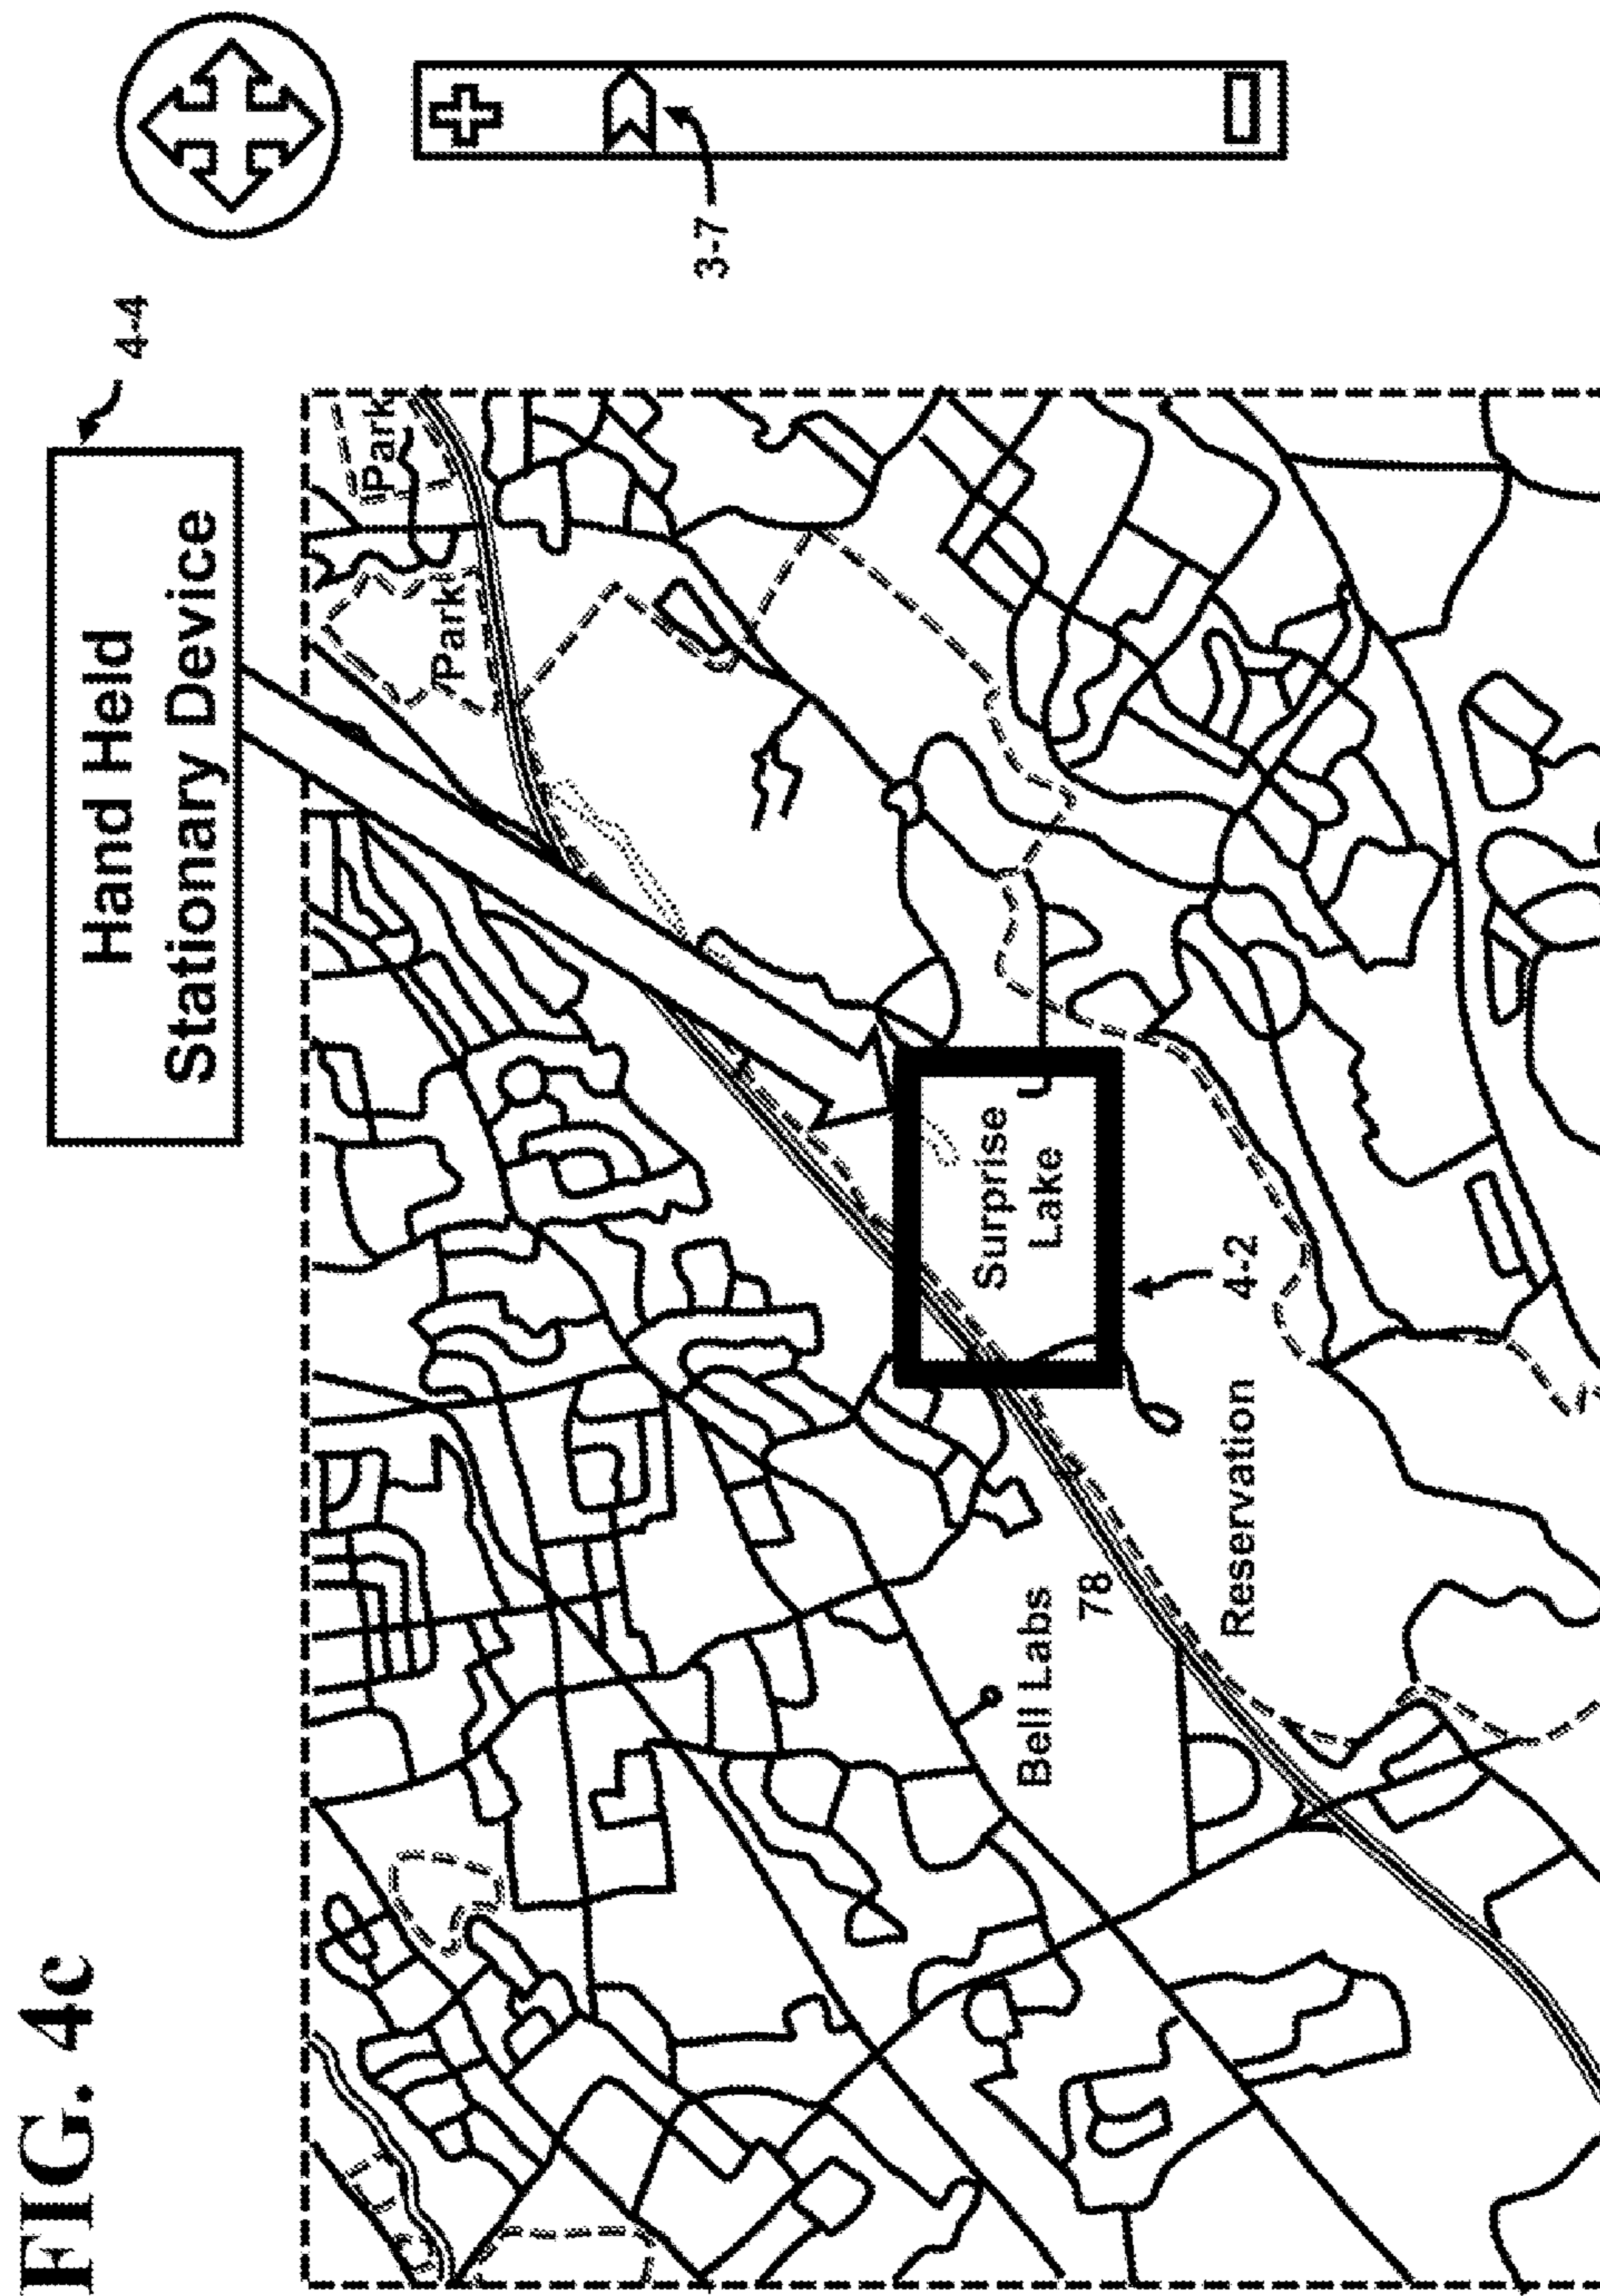 FIG. 4c
Hand Held
Stationary Device
4-4
3-7
Park
Park
Surprise
Lake
4-2
Bell Labs
78
Reservation